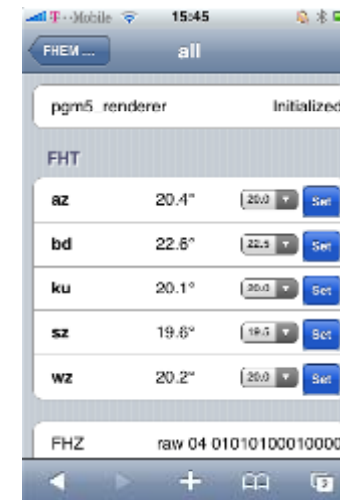 T-Mobile 15:45
FHEM ... all
pgm5_renderer Initialized
FHT
az 20.4° 20.0 Set
bd 22.6° 22.5 Set
ku 20.1° 20.0 Set
sz 19.6° 19.5 Set
wz 20.2° 20.0 Set
FHZ raw 04 01010100010000